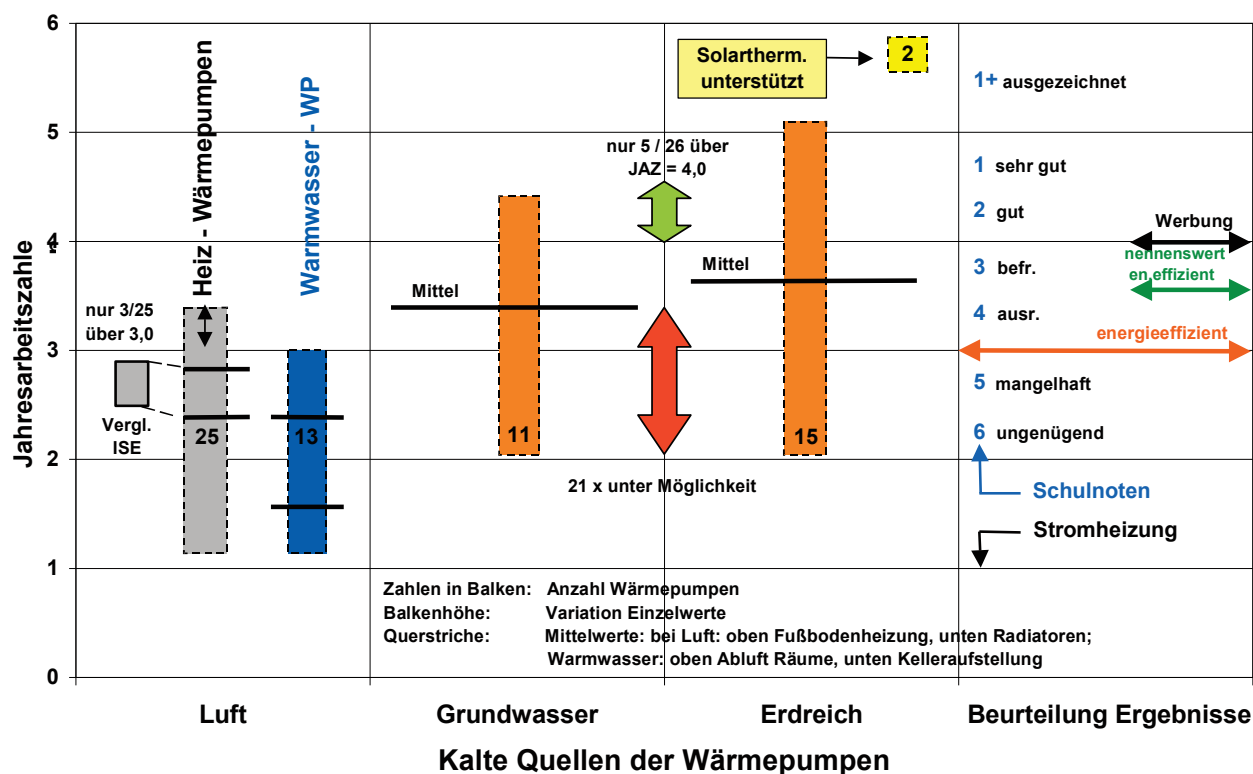 Jahresarbeitszahle
6
5
4
3
2
1
0
Heiz - Wärmepumpen
Warmwasser - WP
nur 3/25
über 3,0
Vergl.
ISE
25
13
11
15
Mittel
Mittel
nur 5 / 26 über
JAZ = 4,0
Solartherm.
unterstützt
2
21 x unter Möglichkeit
1+ ausgezeichnet
1 sehr gut
2 gut
Werbung
3 befr.
nennenswert
en effizient
4 ausr.
energieeffizient
5 mangelhaft
6 ungenügend
Schulnoten
Stromheizung
Zahlen in Balken: Anzahl Wärmepumpen
Balkenhöhe: Variation Einzelwerte
Querstriche: Mittelwerte: bei Luft: oben Fußbodenheizung, unten Radiatoren;
Warmwasser: oben Abluft Räume, unten Kelleraufstellung
Luft
Grundwasser
Erdreich
Beurteilung Ergebnisse
Kalte Quellen der Wärmepumpen